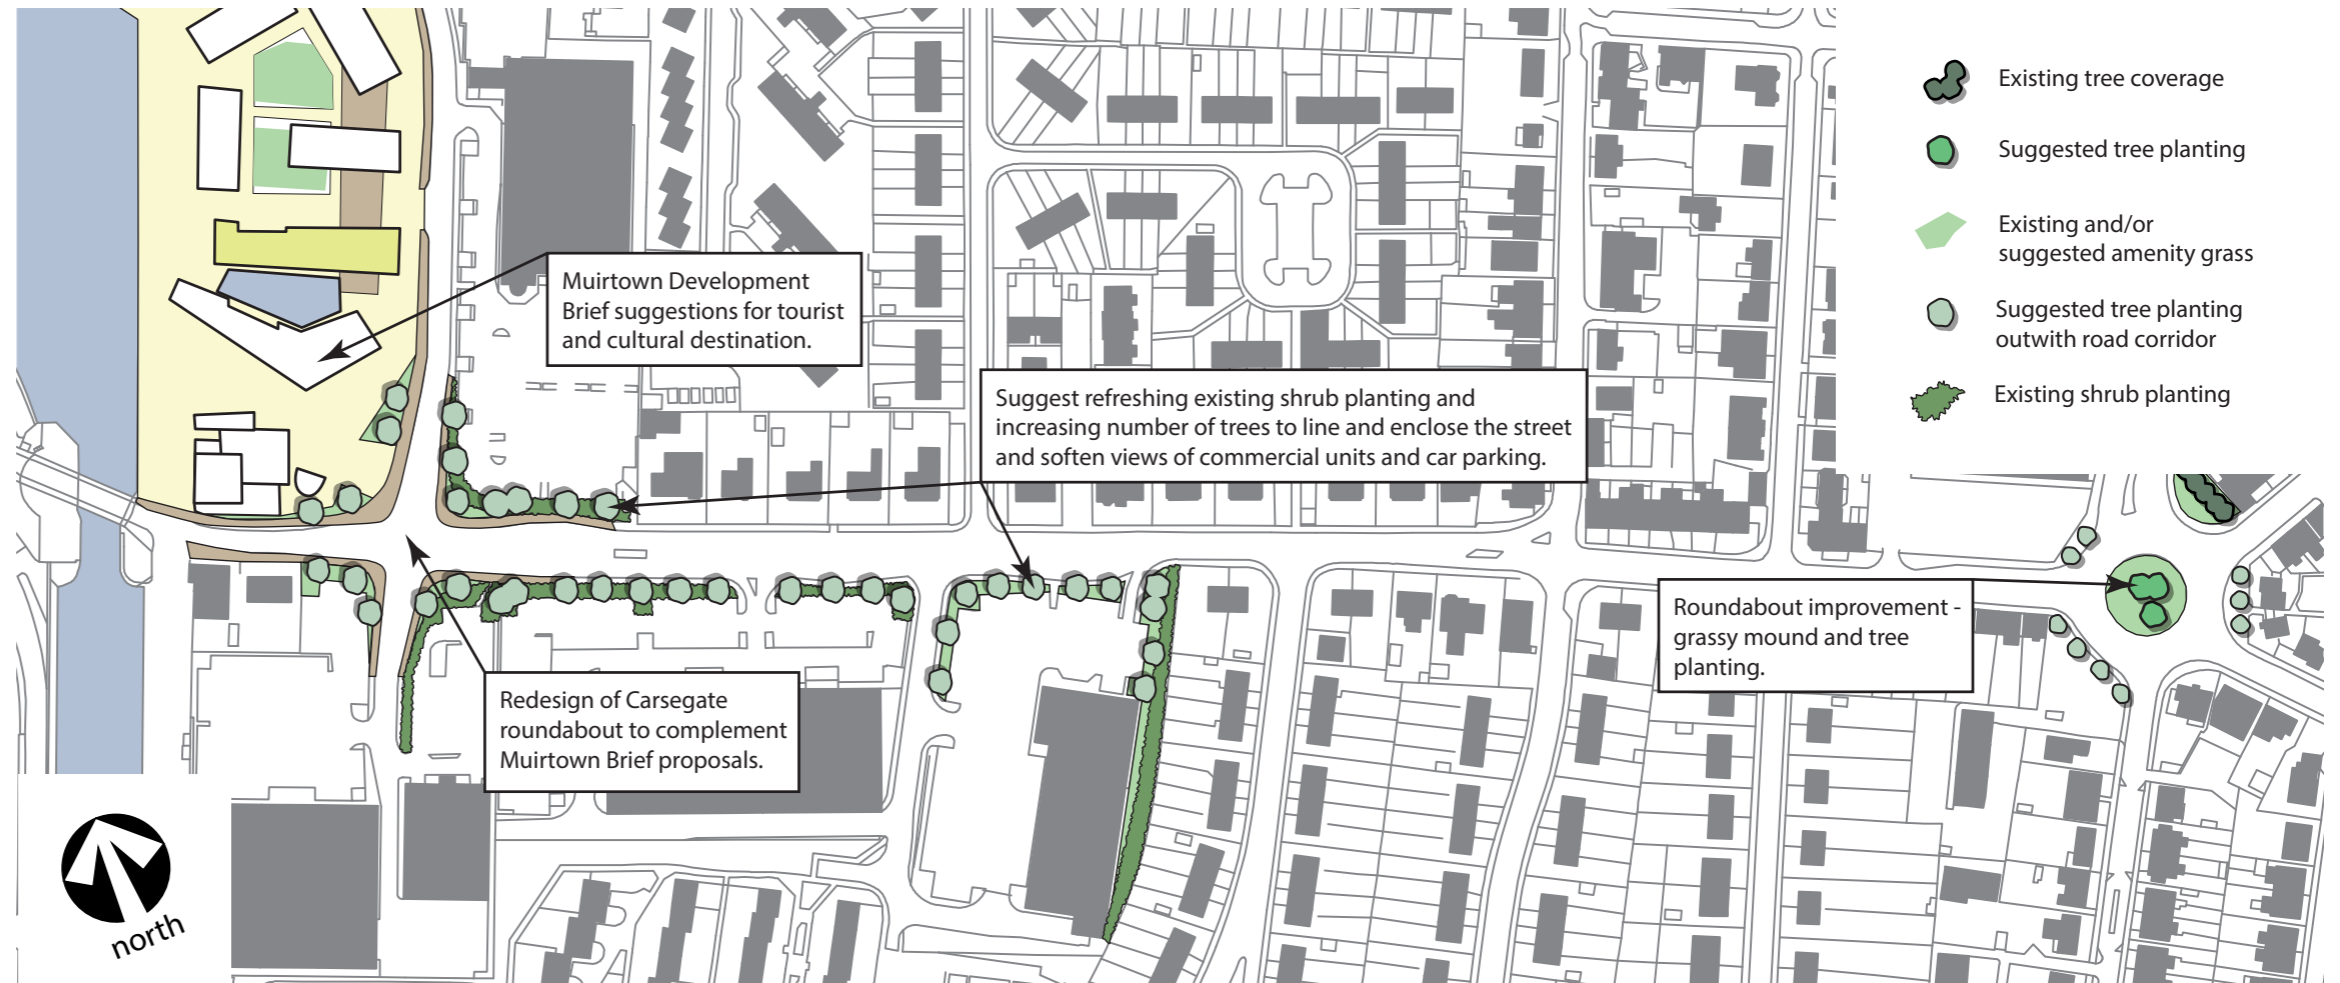 Existing tree coverage
Suggested tree planting
Existing and/or
suggested amenity grass
Suggested tree planting
outwith road corridor
Existing shrub planting
Muirtown Development
Brief suggestions for tourist
and cultural destination.
Suggest refreshing existing shrub planting and
increasing number of trees to line and enclose the street
and soften views of commercial units and car parking.
Roundabout improvement -
grassy mound and tree
planting.
Redesign of Carsegate
roundabout to complement
Muirtown Brief proposals.
north